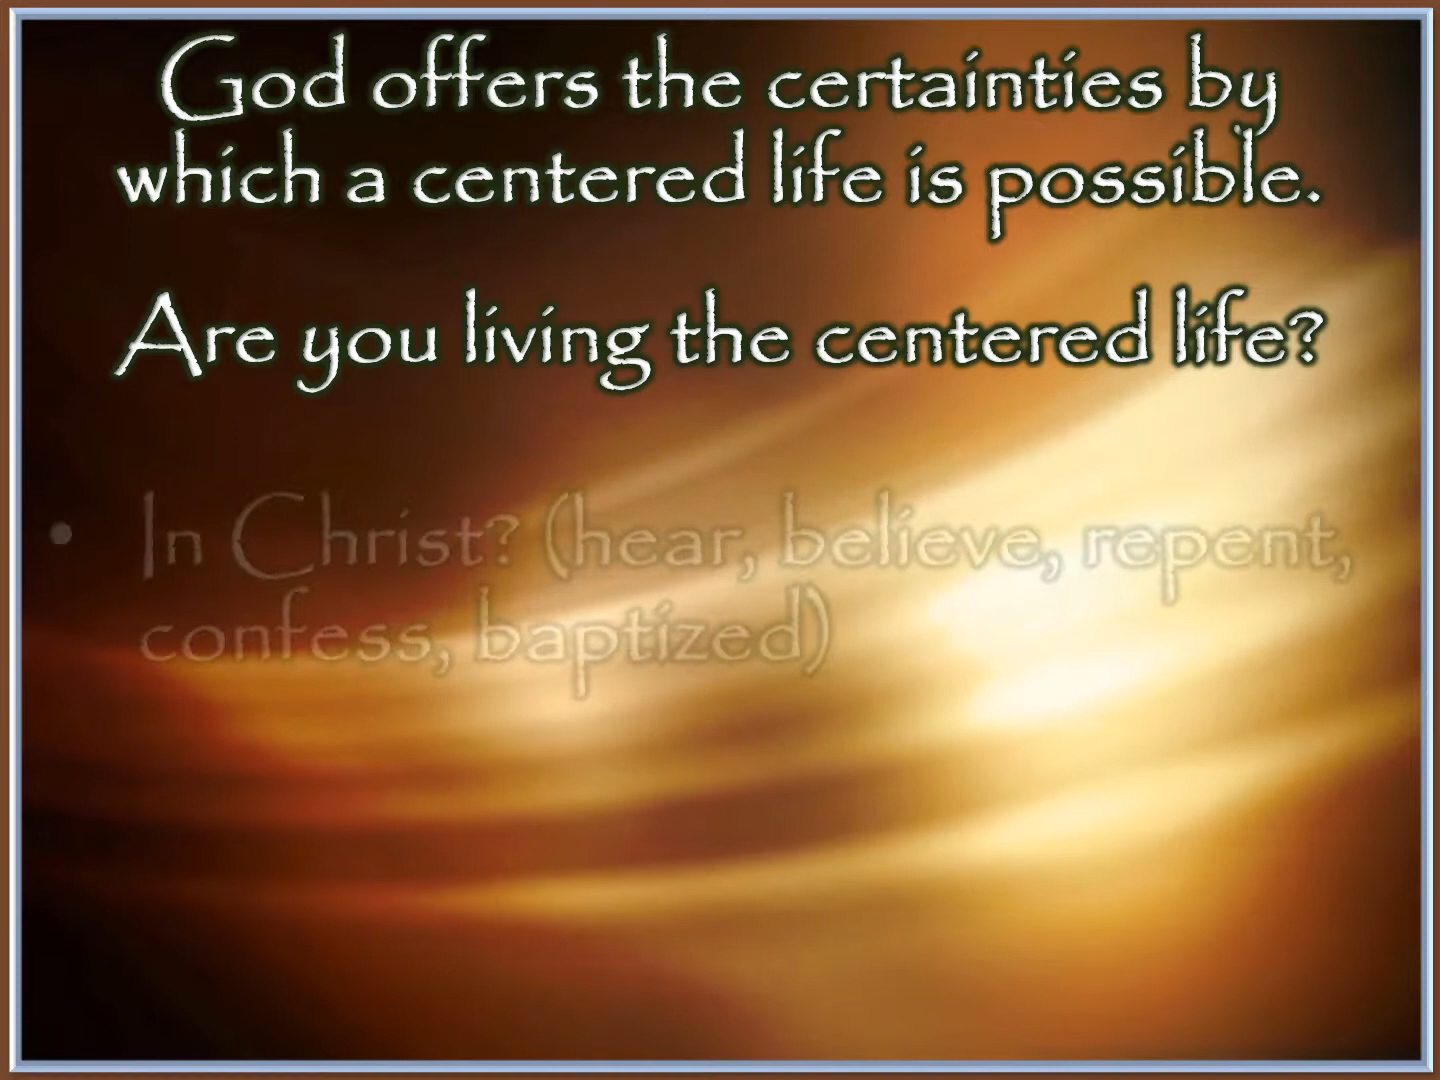 God offers the certainties by
which a centered life is possible.
Are you living the centered life?
• In Christ? (hear, believe, repent,
confess, baptized)